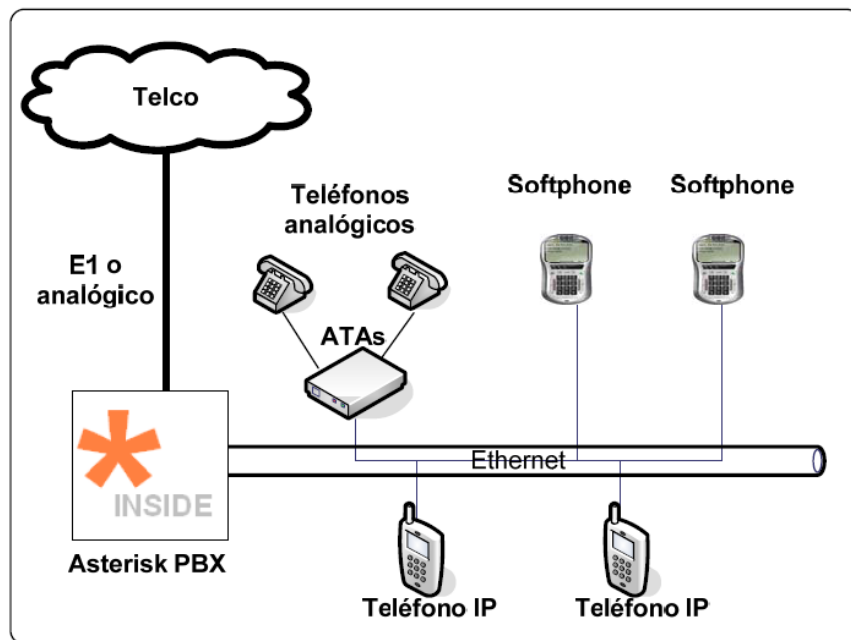 Telco
Teléfonos
analógicos
Softphone
Softphone
E1 o
analógico
ATAs
Ethernet
INSIDE
Asterisk PBX
Teléfono IP
Teléfono IP